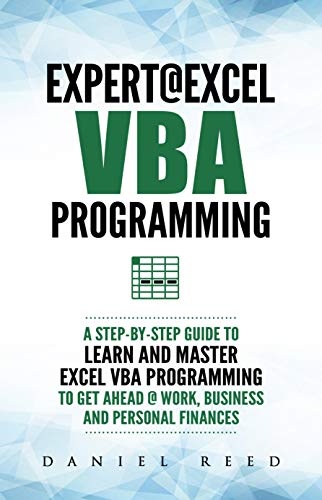 EXPERT@EXCEL
VBA
PROGRAMMING
A STEP-BY-STEP GUIDE TO
LEARN AND MASTER
EXCEL VBA PROGRAMMING
TO GET AHEAD @ WORK, BUSINESS
AND PERSONAL FINANCES
DANIEL REED